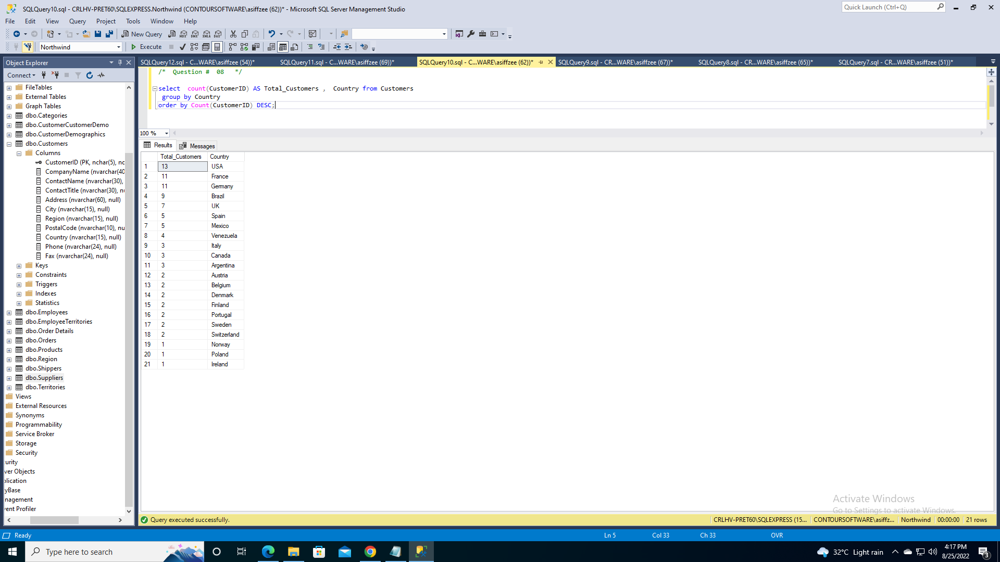 SQLQuery10.sql - CRLHV-PRET60\SQLEXPRESS.Northwind (CONTOURSOFTWARE\asiffzee (62))* - Microsoft SQL Server Management Studio
Quick Launch (Ctrl+Q)
File Edit View Query Project Tools Window Help
New Query
MDX DMX XMLA DAX
Northwind
Execute
Object Explorer
SQLQuery12.sql - C...WARE\asiffzee (54))*
SQLQuery11.sql - C...WARE\asiffzee (69))*
SQLQuery10.sql - C...WARE\asiffzee (62))*
SQLQuery9.sql - CR...WARE\asiffzee (67))*
SQLQuery8.sql - CR...WARE\asiffzee (65))*
SQLQuery7.sql - CR...WARE\asiffzee (51))*
Connect
FileTables
External Tables
Graph Tables
dbo.Categories
dbo.CustomerCustomerDemo
dbo.CustomerDemographics
dbo.Customers
Columns
CustomerID (PK, nchar(5), nc
CompanyName (nvarchar(40
ContactName (nvarchar(30),
ContactTitle (nvarchar(30), nu
Address (nvarchar(60), null)
City (nvarchar(15), null)
Region (nvarchar(15), null)
PostalCode (nvarchar(10), nu
Country (nvarchar(15), null)
Phone (nvarchar(24), null)
Fax (nvarchar(24), null)
Keys
Constraints
Triggers
Indexes
Statistics
dbo.Employees
dbo.EmployeeTerritories
dbo.Order Details
dbo.Orders
dbo.Products
dbo.Region
dbo.Shippers
dbo.Suppliers
dbo.Territories
Views
External Resources
Synonyms
Programmability
Service Broker
Storage
Security
urity
ver Objects
plication
yBase
nagement
vent Profiler
/* Question # 08 */
select count(CustomerID) AS Total_Customers , Country from Customers
group by Country
order by Count(CustomerID) DESC;
100 %
Results Messages
Total_Customers Country
1 13 USA
2 11 France
3 11 Germany
4 9 Brazil
5 7 UK
6 5 Spain
7 5 Mexico
8 4 Venezuela
9 3 Italy
10 3 Canada
11 3 Argentina
12 2 Austria
13 2 Belgium
14 2 Denmark
15 2 Finland
16 2 Portugal
17 2 Sweden
18 2 Switzerland
19 1 Norway
20 1 Poland
21 1 Ireland
Activate Windows
Go to Settings to activate Windows.
Query executed successfully.
CRLHV-PRET60\SQLEXPRESS (15... CONTOURSOFTWARE\asiffz... Northwind 00:00:00 21 rows
Ready
Ln 5 Col 33 Ch 33 OVR
Type here to search
32°C Light rain
4:17 PM
8/25/2022
3